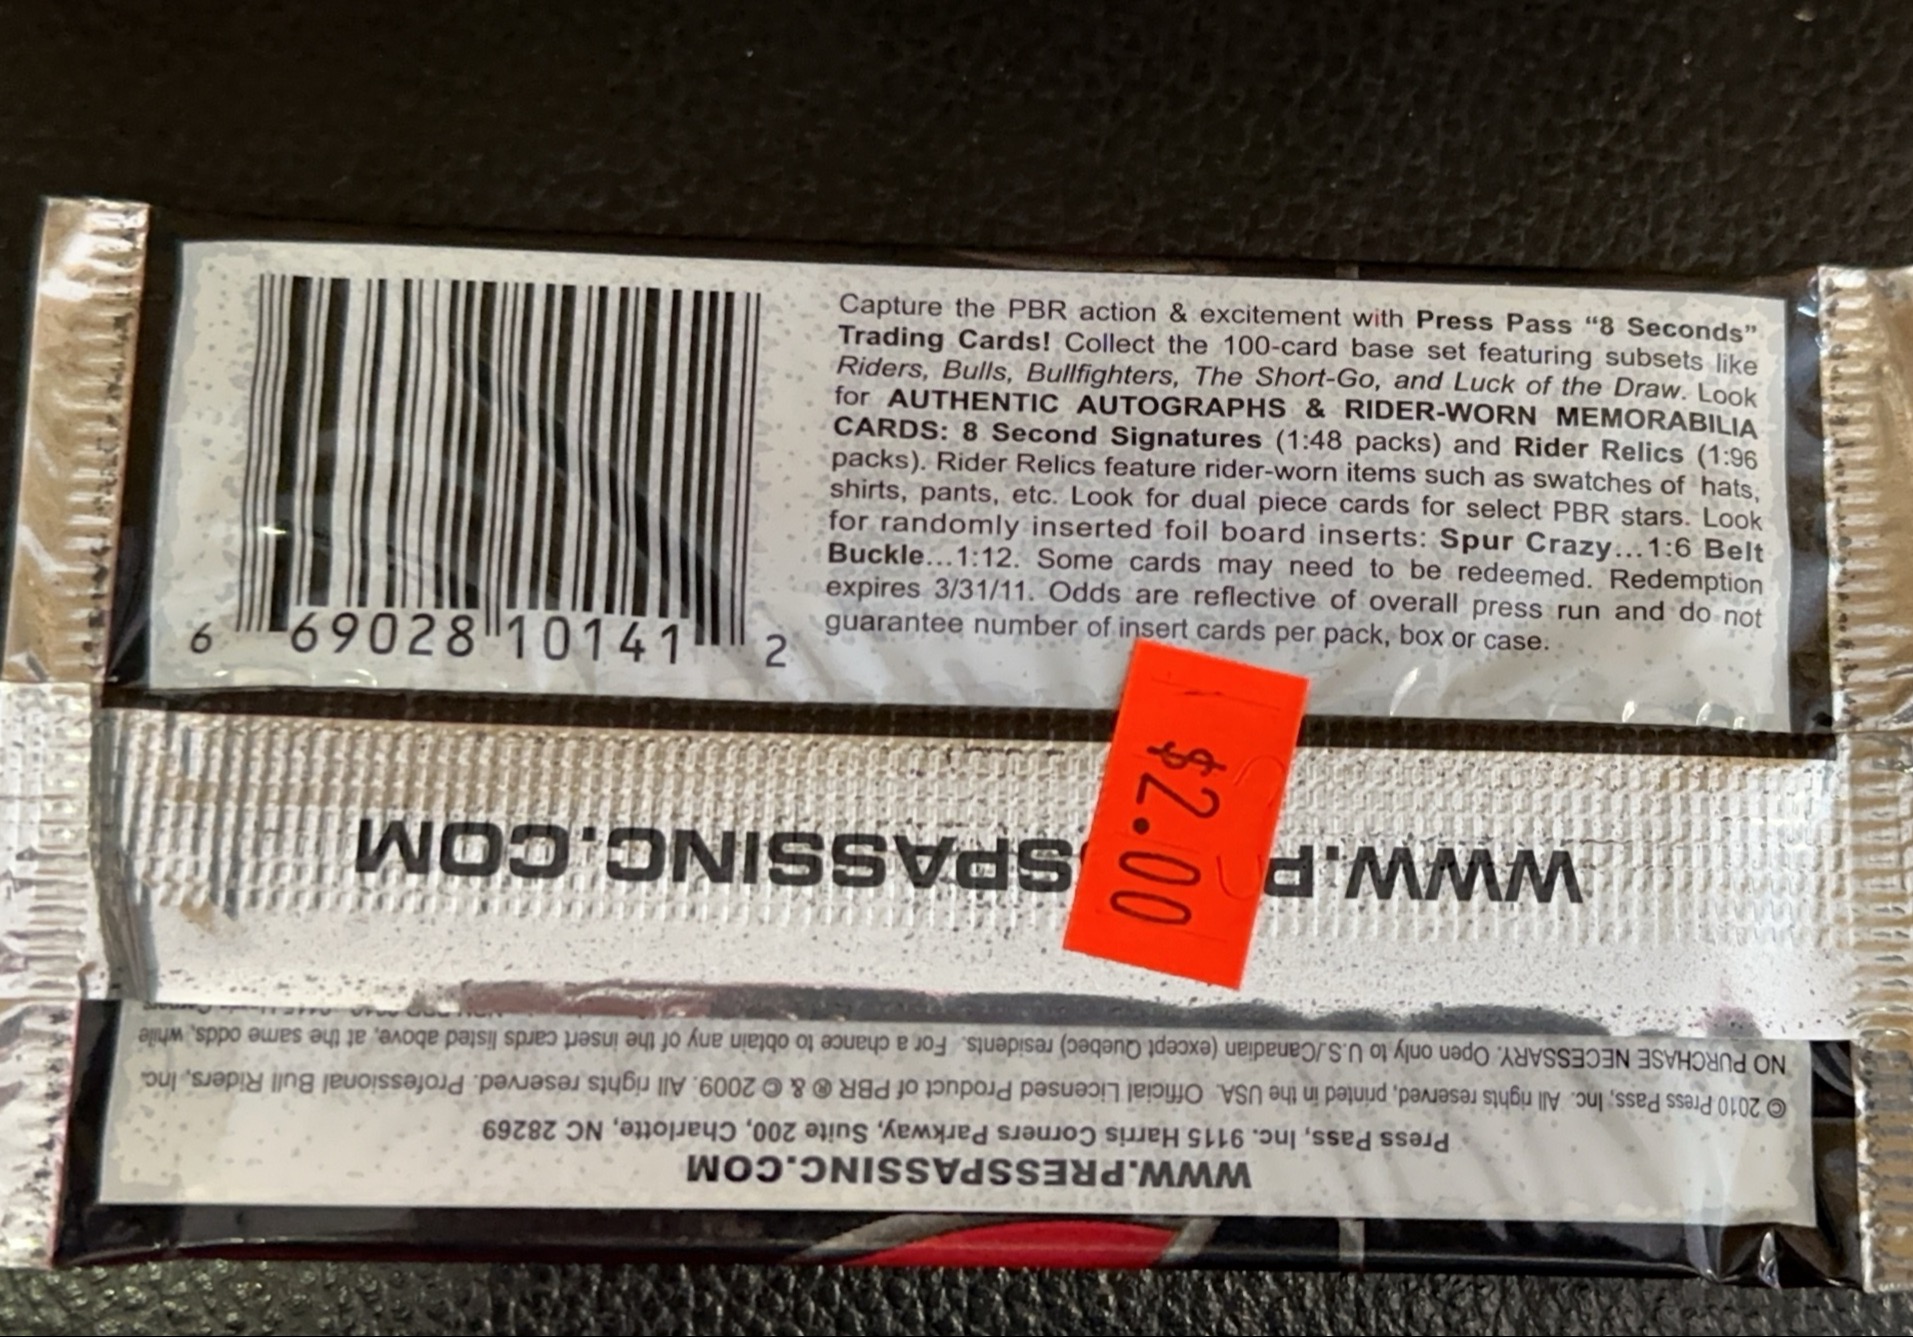 Capture the PBR action & excitement with Press Pass “8 Seconds”
Trading Cards! Collect the 100-card base set featuring subsets like
Riders, Bulls, Bullfighters, The Short-Go, and Luck of the Draw. Look
for AUTHENTIC AUTOGRAPHS & RIDER-WORN MEMORABILIA
CARDS: 8 Second Signatures (1:48 packs) and Rider Relics (1:96
packs). Rider Relics feature rider-worn items such as swatches of hats,
shirts, pants, etc. Look for dual piece cards for select PBR stars. Look
for randomly inserted foil board inserts: Spur Crazy...1:6 Belt
Buckle...1:12. Some cards may need to be redeemed. Redemption
expires 3/31/11. Odds are reflective of overall press run and do not
guarantee number of insert cards per pack, box or case.
6 69028 10141 2
$2.00
WWW.P SPASSINC.COM
WWW.PRESSPASSINC.COM
Press Pass, Inc. 9115 Harris Corners Parkway, Suite 200, Charlotte, NC 28269
© 2010 Press Pass, Inc. All rights reserved, printed in the USA. Official Licensed Product of PBR ® & © 2009. All rights reserved. Professional Bull Riders, Inc.
NO PURCHASE NECESSARY. Open only to U.S./Canadian (except Quebec) residents. For a chance to obtain any of the insert cards listed above, at the same odds, while